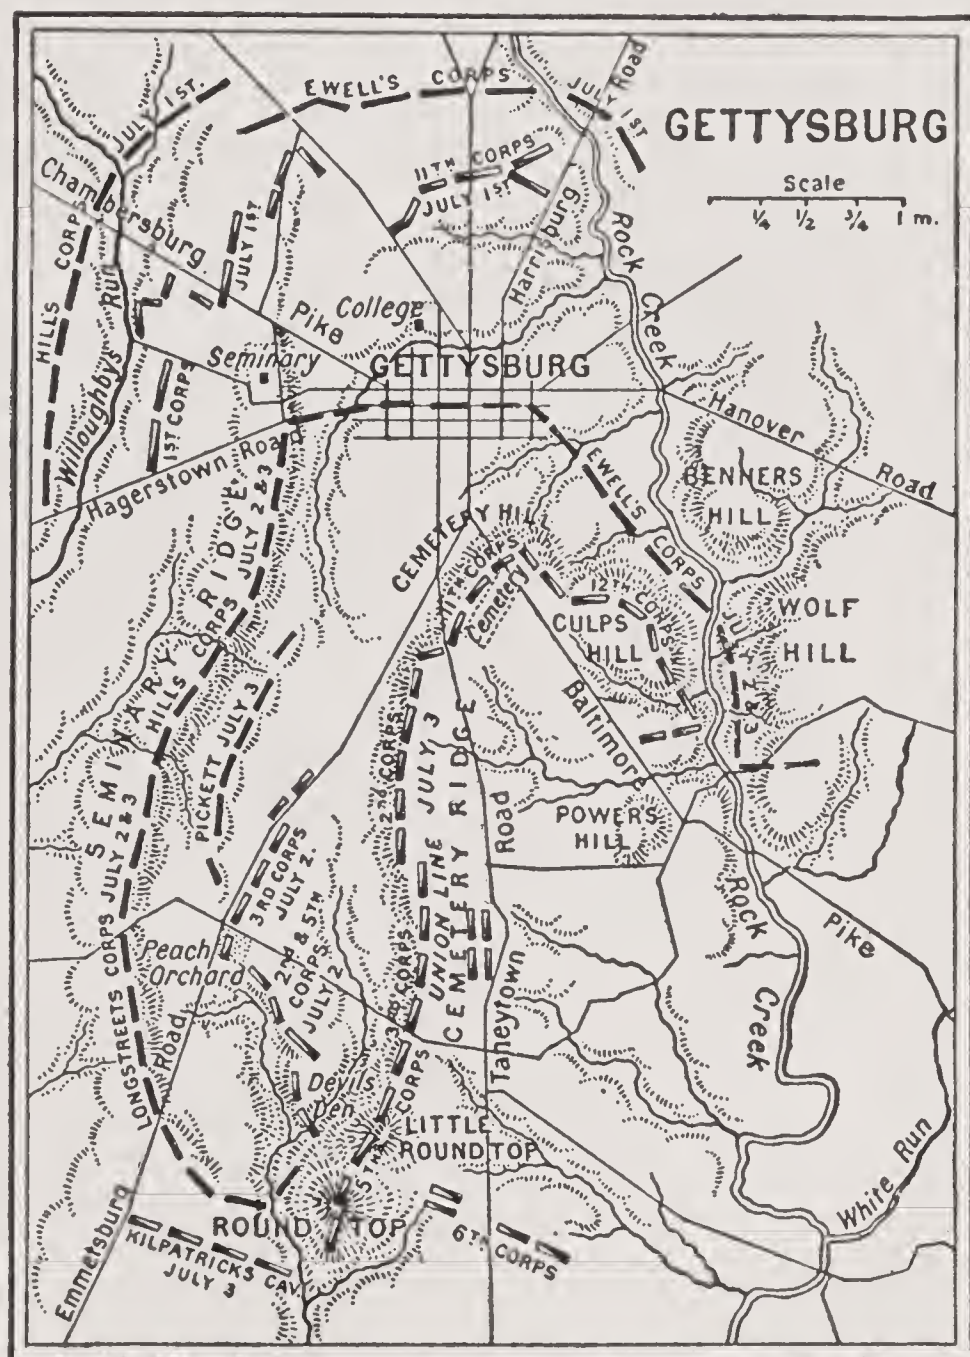 GETTYSBURG
Scale
¼ ½ ¾ 1 m.
JULY 1ST.
EWELL'S CORPS
JULY 1ST
Road
Harrisburg
11TH CORPS
JULY 1ST
Chambersburg
Pike
HILLS CORPS
Willoughbys Run
JULY 1ST
1ST CORPS
College
Seminary
GETTYSBURG
Rock Creek
Hanover Road
Hagerstown Road
BENNERS
HILL
EWELLS CORPS JULY 2 & 3
WOLF
HILL
CEMETERY HILL
11TH CORPS
Cemetery
12TH CORPS
CULPS
HILL
SEMINARY RIDGE
HILLS CORPS JULY 2 & 3
PICKETT JULY 3
2ND CORPS
UNION LINE JULY 3
CEMETERY RIDGE
Baltimore
Pike
POWERS
HILL
Taneytown Road
3RD CORPS
JULY 2.
2nd & 5TH
CORPS
JULY 2
Peach
Orchard
LONGSTREETS CORPS JULY 2 & 3
3RD CORPS
Rock Creek
Devils
Den
5TH CORPS
LITTLE
ROUND TOP
ROUND TOP
6TH CORPS
KILPATRICKS CAV.
JULY 3
Emmetsburg Road
White Run